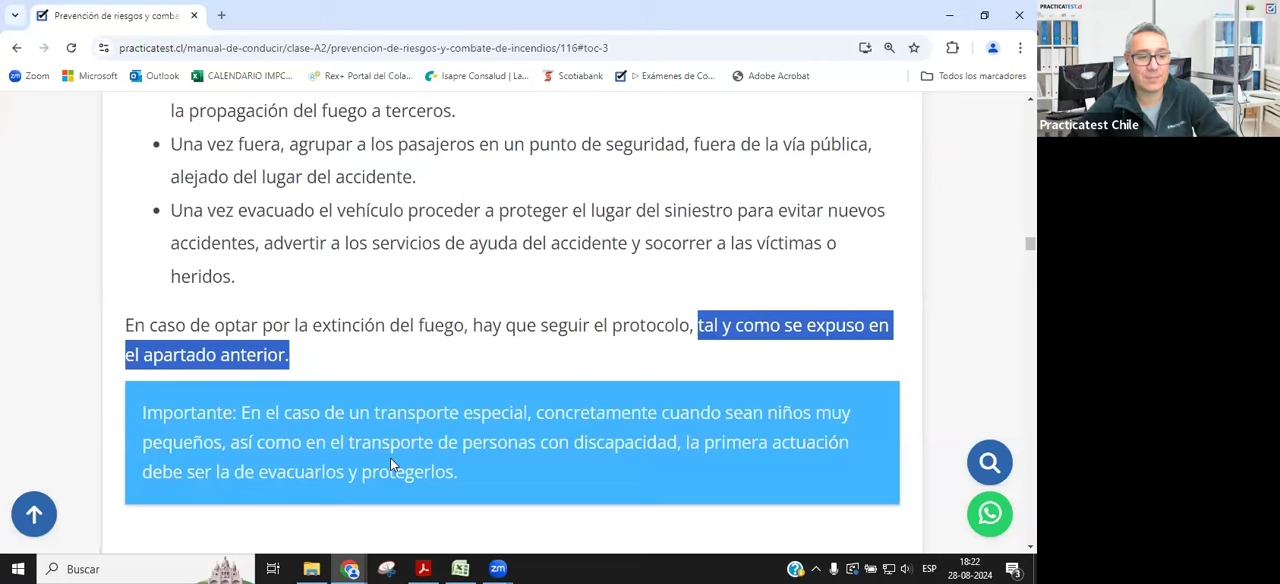 Prevención de riesgos y comba
practicatest.cl/manual-de-conducir/clase-A2/prevencion-de-riesgos-y-combate-de-incendios/116#toc-3
Zoom
Microsoft
Outlook
CALENDARIO IMPC...
Rex+ Portal del Cola...
Isapre Consalud | La...
Scotiabank
Exámenes de Co...
Adobe Acrobat
Todos los marcadores
PRACTICATEST.cl
Practicatest Chile
la propagación del fuego a terceros.
Una vez fuera, agrupar a los pasajeros en un punto de seguridad, fuera de la vía pública,
alejado del lugar del accidente.
Una vez evacuado el vehículo proceder a proteger el lugar del siniestro para evitar nuevos
accidentes, advertir a los servicios de ayuda del accidente y socorrer a las víctimas o
heridos.
En caso de optar por la extinción del fuego, hay que seguir el protocolo, tal y como se expuso en
el apartado anterior.
Importante: En el caso de un transporte especial, concretamente cuando sean niños muy
pequeños, así como en el transporte de personas con discapacidad, la primera actuación
debe ser la de evacuarlos y protegerlos.
Buscar
ESP
18:22
28-08-2024